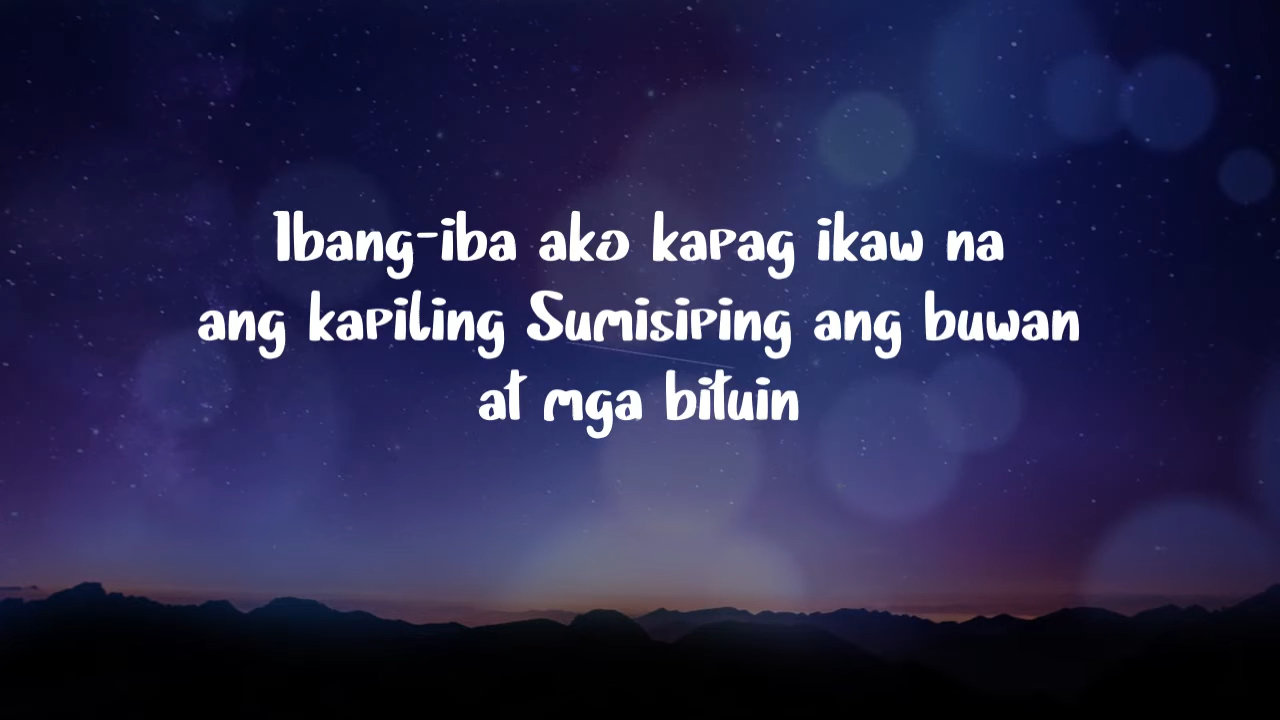 Ibang-iba ako kapag ikaw na
ang kapiling Sumisiping ang buwan
at mga bituin